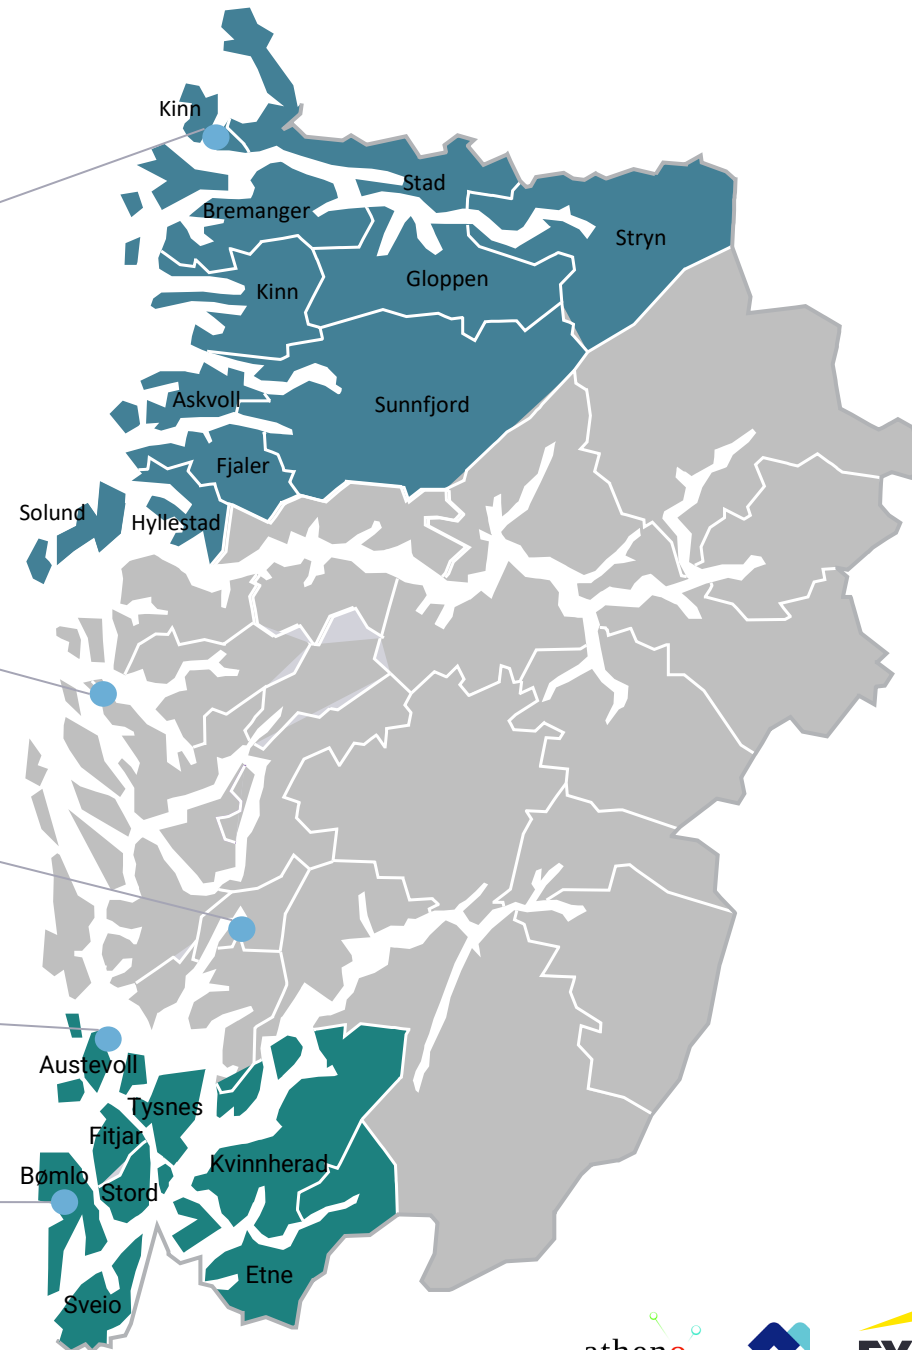 Kinn
Stad
Bremanger
Stryn
Gloppen
Kinn
Askvoll
Sunnfjord
Fjaler
Solund
Hyllestad
Austevoll
Tysnes
Fitjar
Kvinnherad
Bømlo
Stord
Etne
Sveio